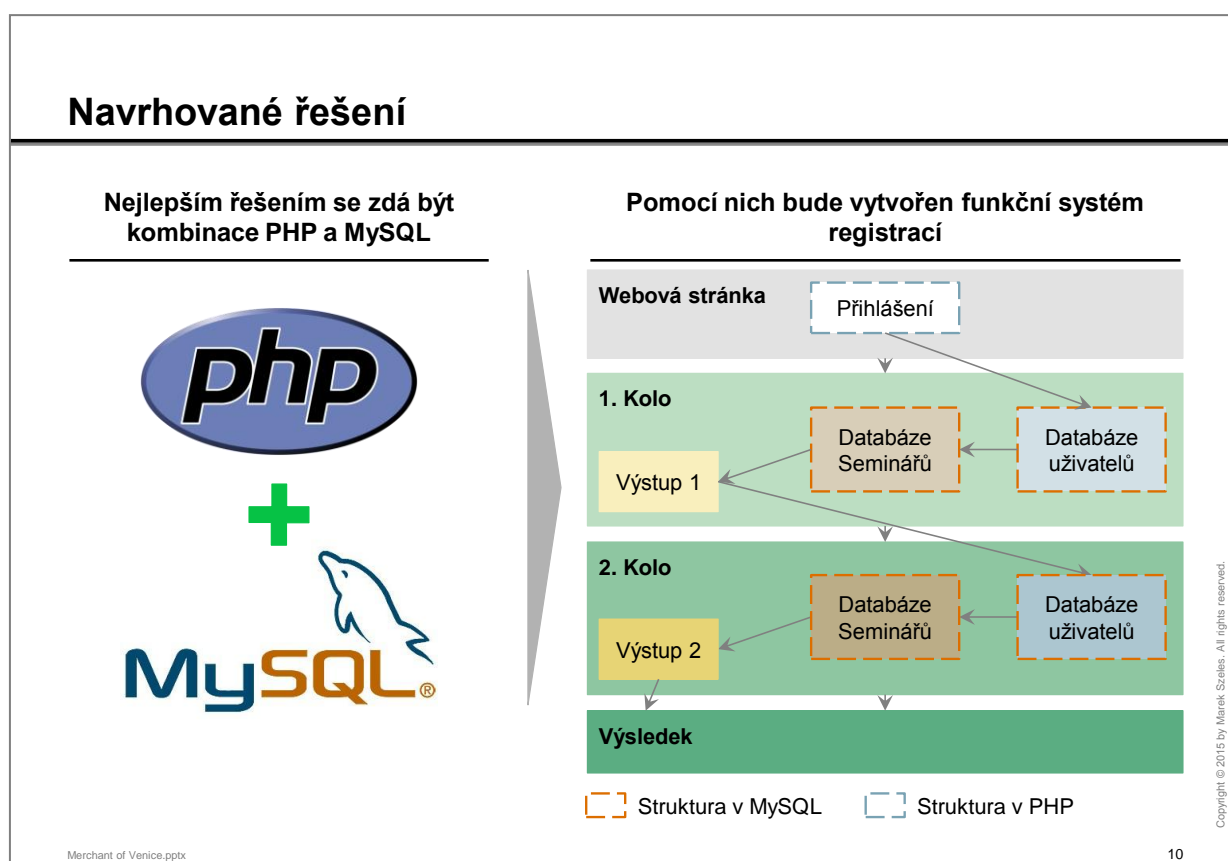 Navrhované řešení
Nejlepším řešením se zdá být
kombinace PHP a MySQL
php
MySQL®
Pomocí nich bude vytvořen funkční systém
registrací
Webová stránka
Přihlášení
1. Kolo
Databáze
Seminářů
Databáze
uživatelů
Výstup 1
2. Kolo
Databáze
Seminářů
Databáze
uživatelů
Výstup 2
Výsledek
Struktura v MySQL
Struktura v PHP
Copyright © 2015 by Marek Szeles. All rights reserved.
Merchant of Venice.pptx
10